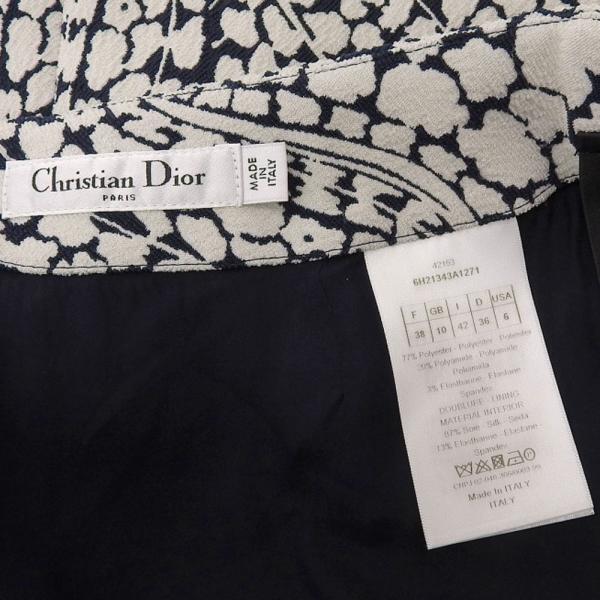 Christian Dior
PARIS
MADE
IN
ITALY
42153
6H21343A1271
F GB I D USA
38 10 42 36 6
77% Polyester - Polyester - Poliester
20% Polyamide - Polyamide
Poliamida
3% Elasthanne - Elastane
Spandex
DOUBLURE - LINING
MATERIAL INTERIOR
87% Soie - Silk - Seda
13% Elasthanne - Elastane -
Spandex
Made In ITALY
ITALY